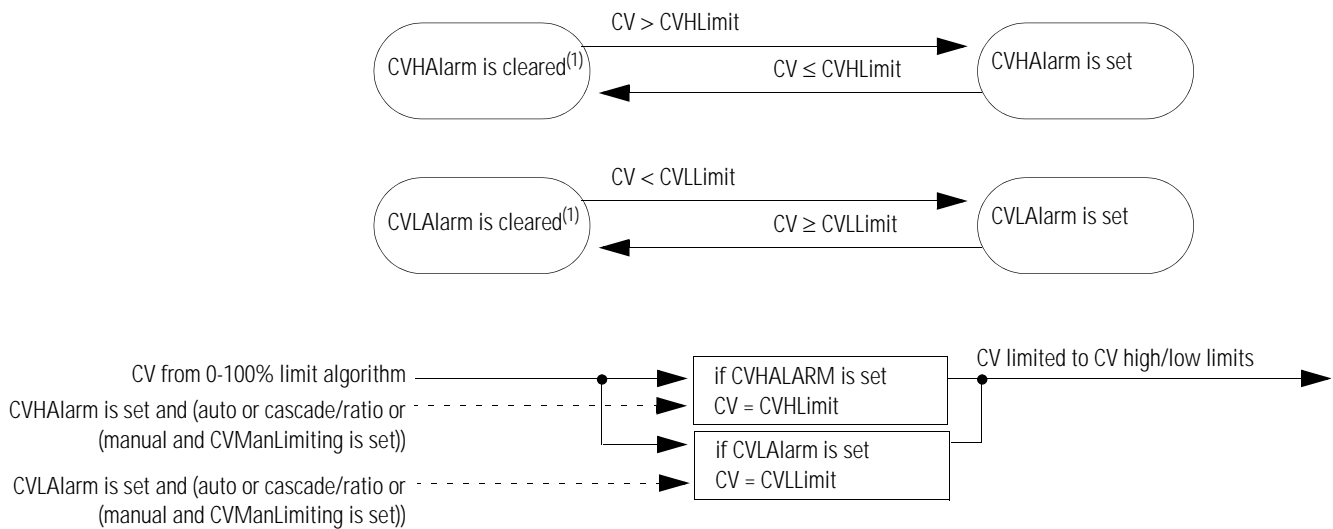 CV > CVHLimit
CVHAlarm is cleared(1)
CV ≤ CVHLimit
CVHAlarm is set
CV < CVLLimit
CVLAlarm is cleared(1)
CV ≥ CVLLimit
CVLAlarm is set
CV from 0-100% limit algorithm
CVHAlarm is set and (auto or cascade/ratio or
(manual and CVManLimiting is set))
CVLAlarm is set and (auto or cascade/ratio or
(manual and CVManLimiting is set))
if CVHALARM is set
CV = CVHLimit
if CVLAlarm is set
CV = CVLLimit
CV limited to CV high/low limits